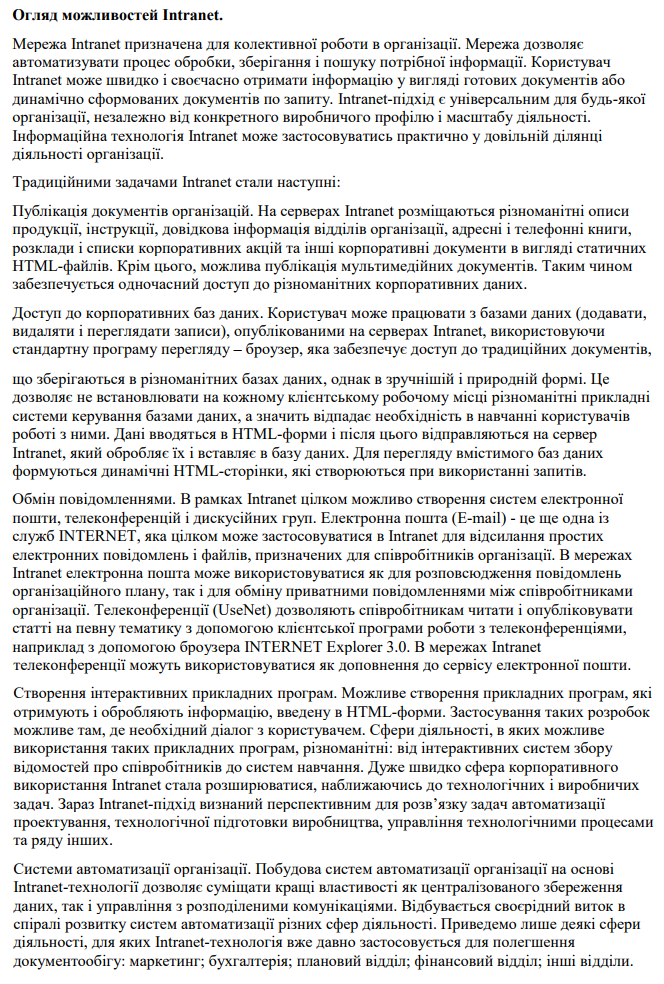 Огляд можливостей Intranet.
Мережа Intranet призначена для колективної роботи в організації. Мережа дозволяє
автоматизувати процес обробки, зберігання і пошуку потрібної інформації. Користувач
Intranet може швидко і своєчасно отримати інформацію у вигляді готових документів або
динамічно сформованих документів по запиту. Intranet-підхід є універсальним для будь-якої
організації, незалежно від конкретного виробничого профілю і масштабу діяльності.
Інформаційна технологія Intranet може застосовуватись практично у довільній ділянці
діяльності організації.
Традиційними задачами Intranet стали наступні:
Публікація документів організацій. На серверах Intranet розміщаються різноманітні описи
продукції, інструкції, довідкова інформація відділів організації, адресні і телефонні книги,
розклади і списки корпоративних акцій та інші корпоративні документи в вигляді статичних
HTML-файлів. Крім цього, можлива публікація мультимедійних документів. Таким чином
забезпечується одночасний доступ до різноманітних корпоративних даних.
Доступ до корпоративних баз даних. Користувач може працювати з базами даних (додавати,
видаляти і переглядати записи), опублікованими на серверах Intranet, використовуючи
стандартну програму перегляду – броузер, яка забезпечує доступ до традиційних документів,
що зберігаються в різноманітних базах даних, однак в зручнішій і природній формі. Це
дозволяє не встановлювати на кожному клієнтському робочому місці різноманітні прикладні
системи керування базами даних, а значить відпадає необхідність в навчанні користувачів
роботі з ними. Дані вводяться в HTML-форми і після цього відправляються на сервер
Intranet, який обробляє їх і вставляє в базу даних. Для перегляду вмістимого баз даних
формуються динамічні HTML-сторінки, які створюються при використанні запитів.
Обмін повідомленнями. В рамках Intranet цілком можливо створення систем електронної
пошти, телеконференцій і дискусійних груп. Електронна пошта (E-mail) - це ще одна із
служб INTERNET, яка цілком може застосовуватися в Intranet для відсилання простих
електронних повідомлень і файлів, призначених для співробітників організації. В мережах
Intranet електронна пошта може використовуватися як для розповсюдження повідомлень
організаційного плану, так і для обміну приватними повідомленнями між співробітниками
організації. Телеконференції (UseNet) дозволяють співробітникам читати і опубліковувати
статті на певну тематику з допомогою клієнтської програми роботи з телеконференціями,
наприклад з допомогою броузера INTERNET Explorer 3.0. В мережах Intranet
телеконференції можуть використовуватися як доповнення до сервісу електронної пошти.
Створення інтерактивних прикладних програм. Можливе створення прикладних програм, які
отримують і обробляють інформацію, введену в HTML-форми. Застосування таких розробок
можливе там, де необхідний діалог з користувачем. Сфери діяльності, в яких можливе
використання таких прикладних програм, різноманітні: від інтерактивних систем збору
відомостей про співробітників до систем навчання. Дуже швидко сфера корпоративного
використання Intranet стала розширюватися, наближаючись до технологічних і виробничих
задач. Зараз Intranet-підхід визнаний перспективним для розв’язку задач автоматизації
проектування, технологічної підготовки виробництва, управління технологічними процесами
та ряду інших.
Системи автоматизації організації. Побудова систем автоматизації організації на основі
Intranet-технології дозволяє суміщати кращі властивості як централізованого збереження
даних, так і управління з розподіленими комунікаціями. Відбувається своєрідний виток в
спіралі розвитку систем автоматизації різних сфер діяльності. Приведемо лише деякі сфери
діяльності, для яких Intranet-технологія вже давно застосовується для полегшення
документообігу: маркетинг; бухгалтерія; плановий відділ; фінансовий відділ; інші відділи.